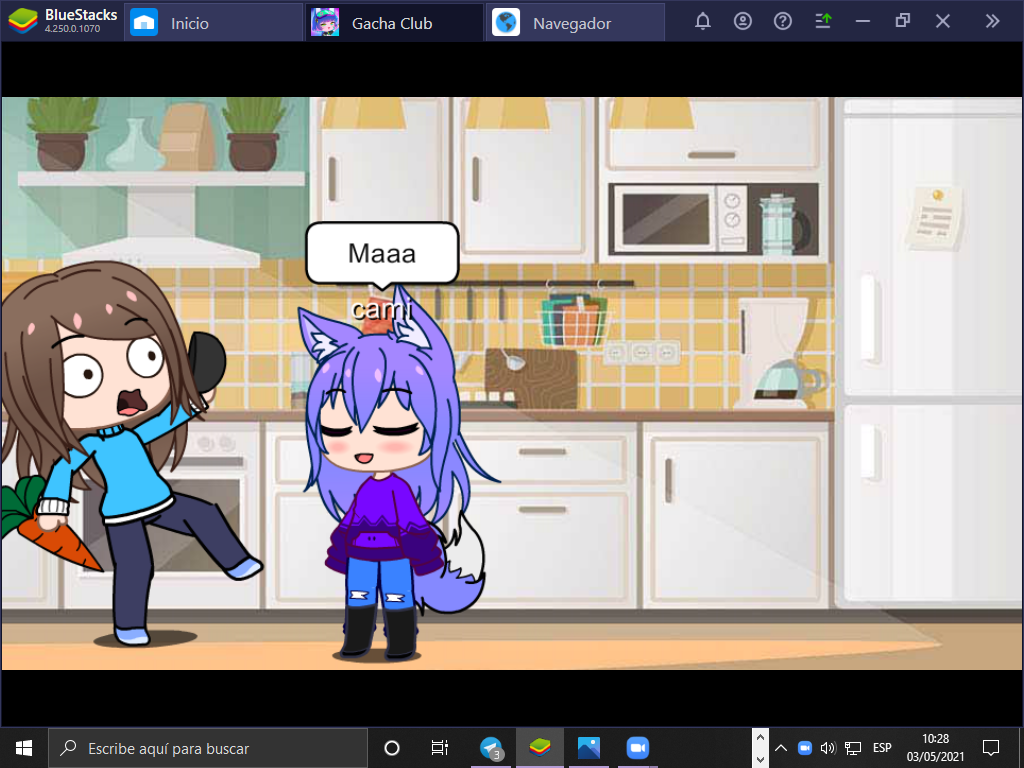 BlueStacks
4.250.0.1070
Inicio
Gacha Club
Navegador
Maaa
cami
Escribe aquí para buscar
3
ESP
10:28
03/05/2021